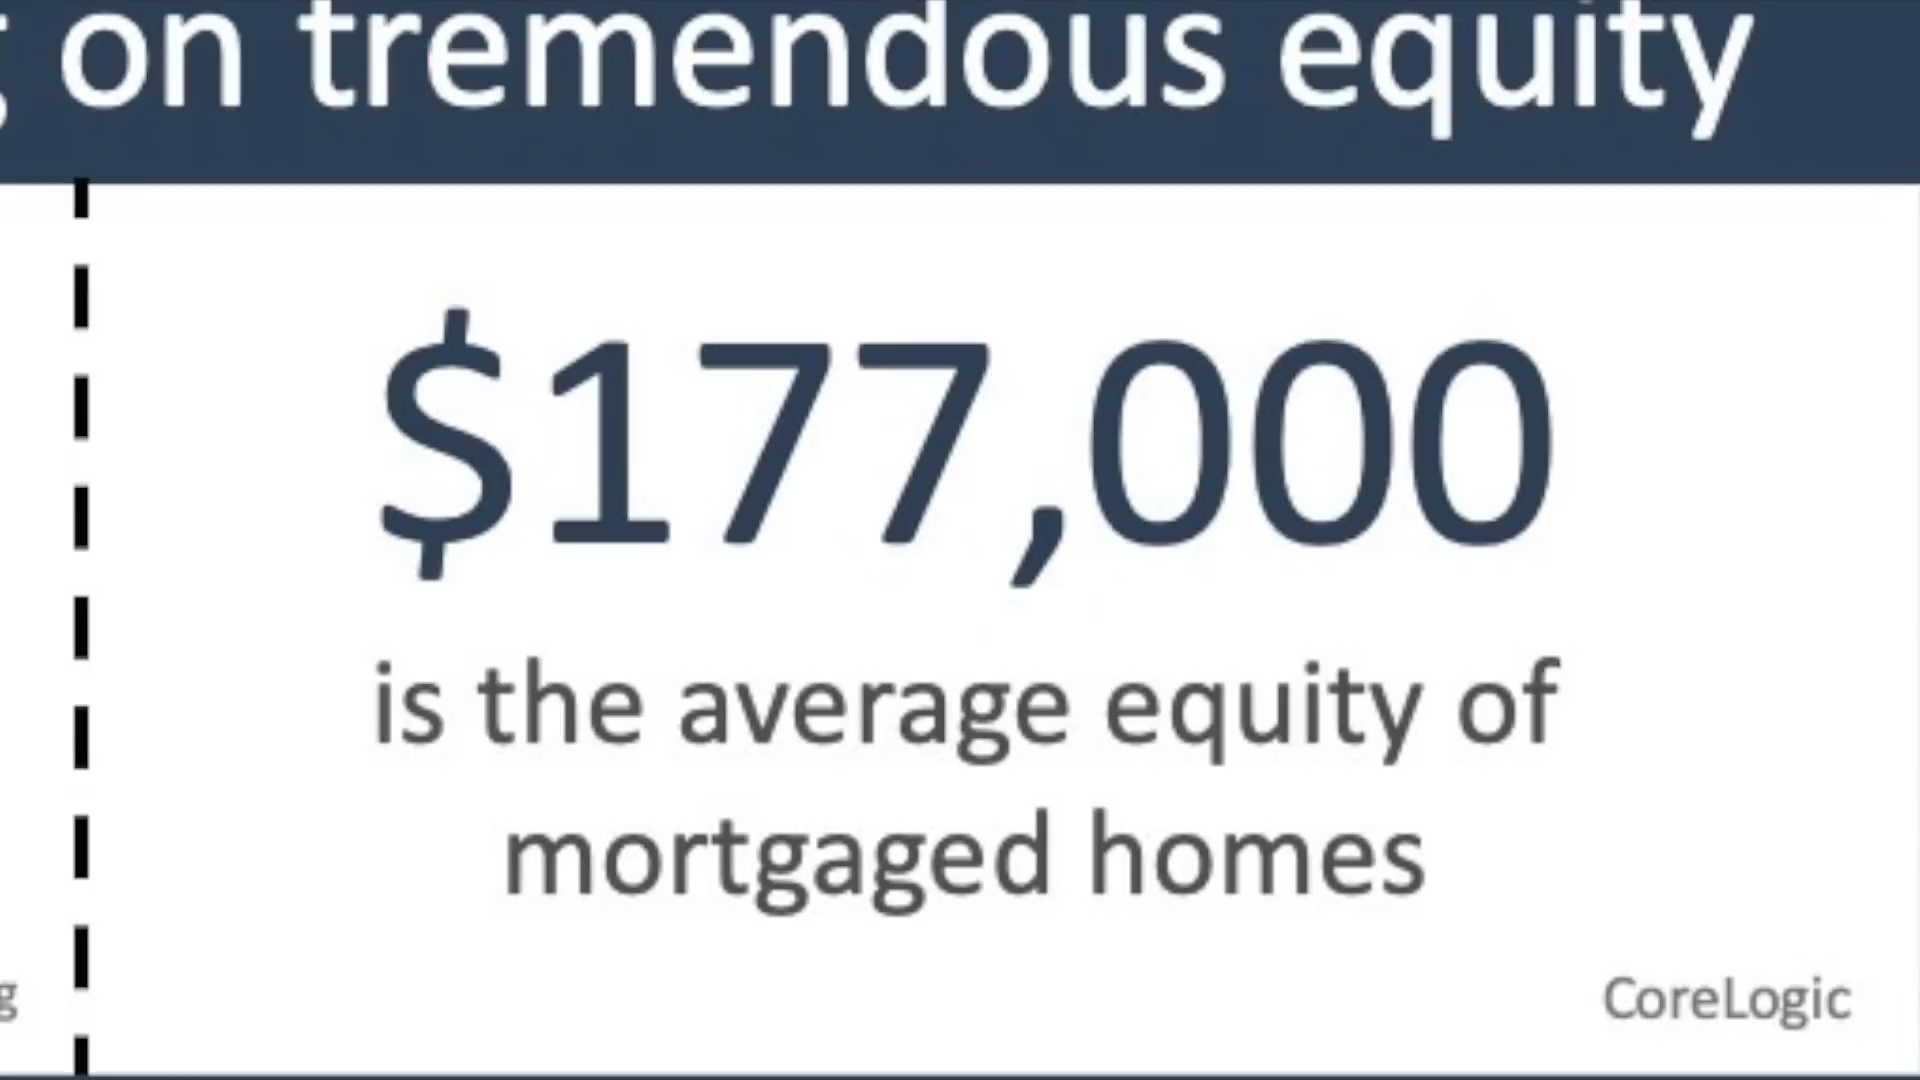 on tremendous equity
$177,000
is the average equity of
mortgaged homes
CoreLogic